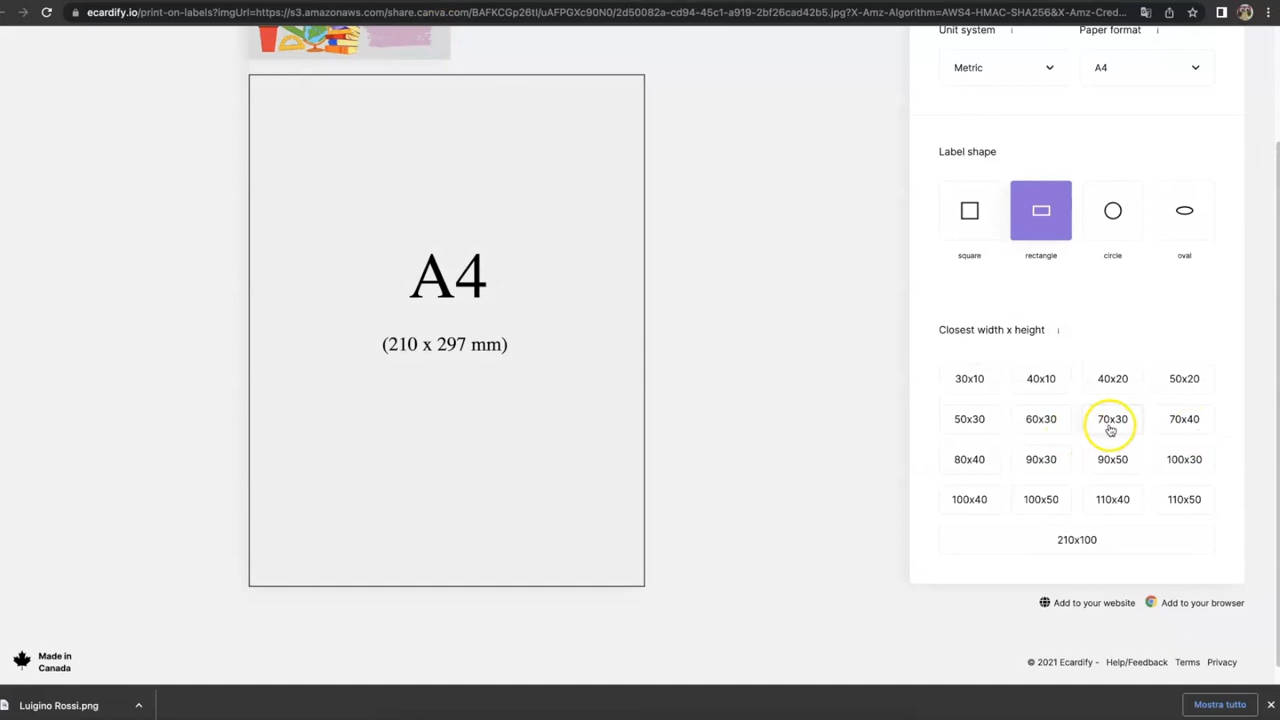 ecardify.io/print-on-labels?imgUrl=https://s3.amazonaws.com/share.canva.com/BAFKCGp26tI/uAFPGXc90N0/2d50082a-cd94-45c1-a919-2bf26cad42b5.jpg?X-Amz-Algorithm=AWS4-HMAC-SHA256&X-Amz-Cred...
Unit system i Paper format i
Metric A4
Label shape
square rectangle circle oval
A4
(210 x 297 mm)
Closest width x height i
30x10 40x10 40x20 50x20
50x30 60x30 70x30 70x40
80x40 90x30 90x50 100x30
100x40 100x50 110x40 110x50
210x100
Add to your website Add to your browser
Made in
Canada
© 2021 Ecardify - Help/Feedback Terms Privacy
Luigino Rossi.png Mostra tutto